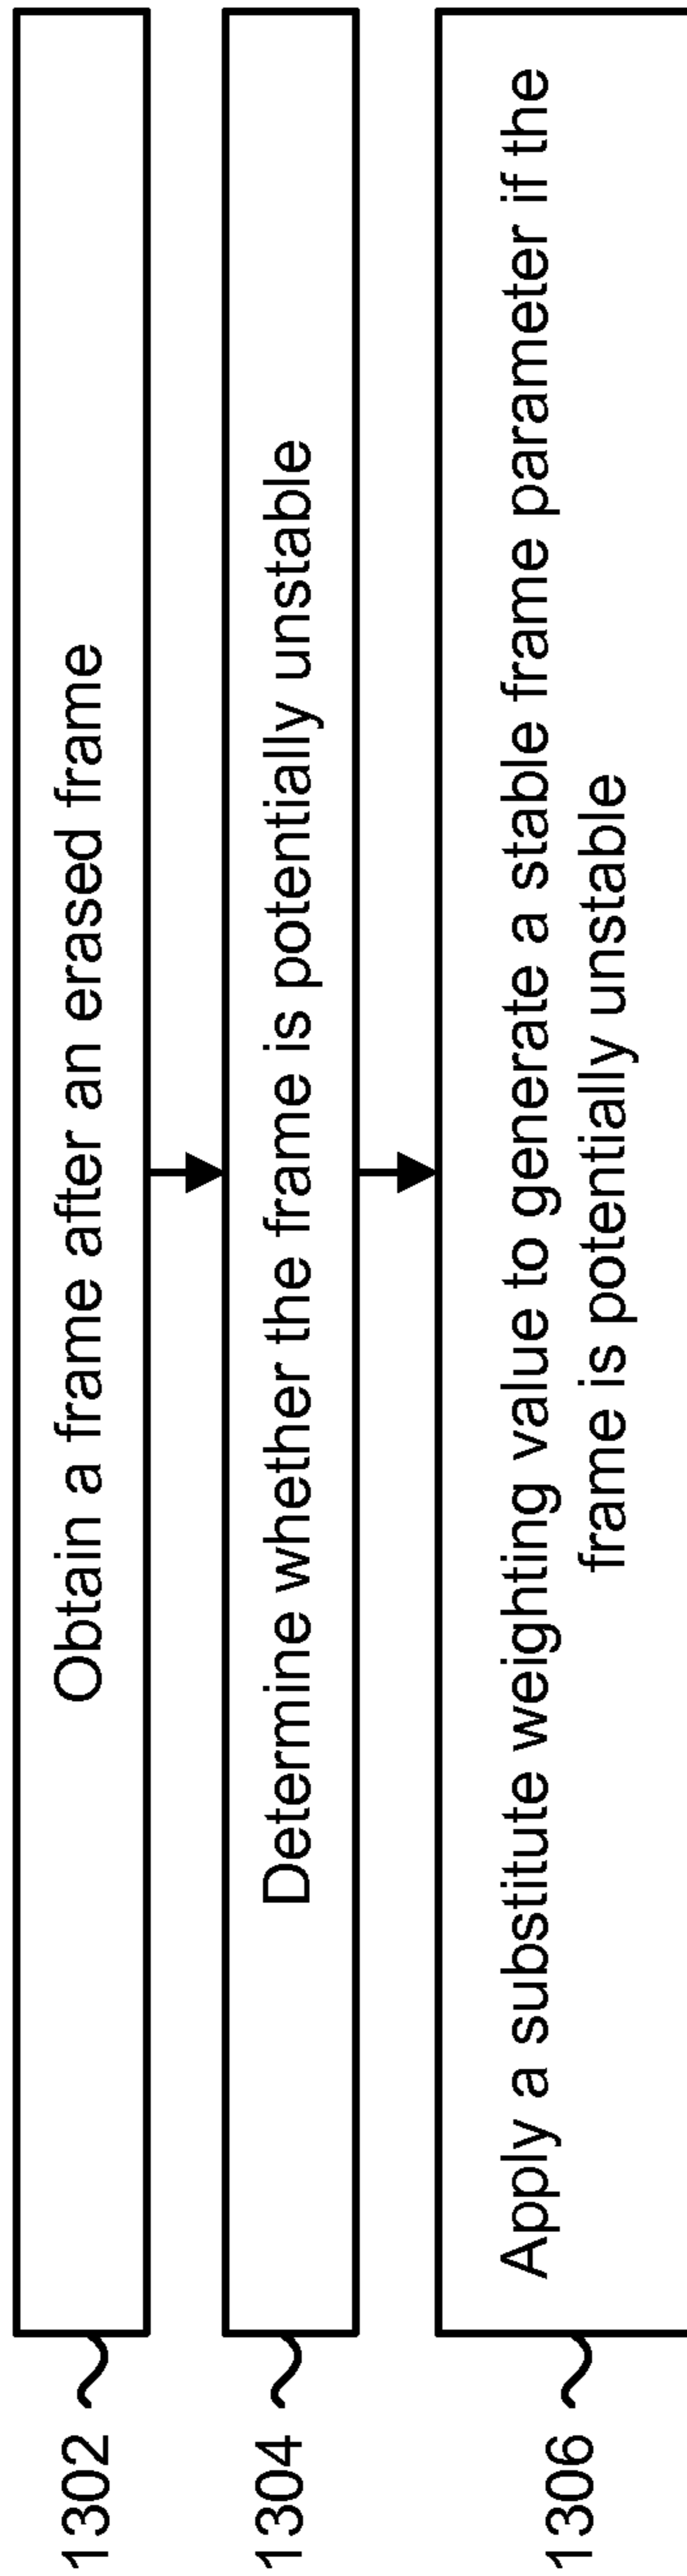 1302
Obtain a frame after an erased frame
1304
Determine whether the frame is potentially unstable
1306
Apply a substitute weighting value to generate a stable frame parameter if the
frame is potentially unstable